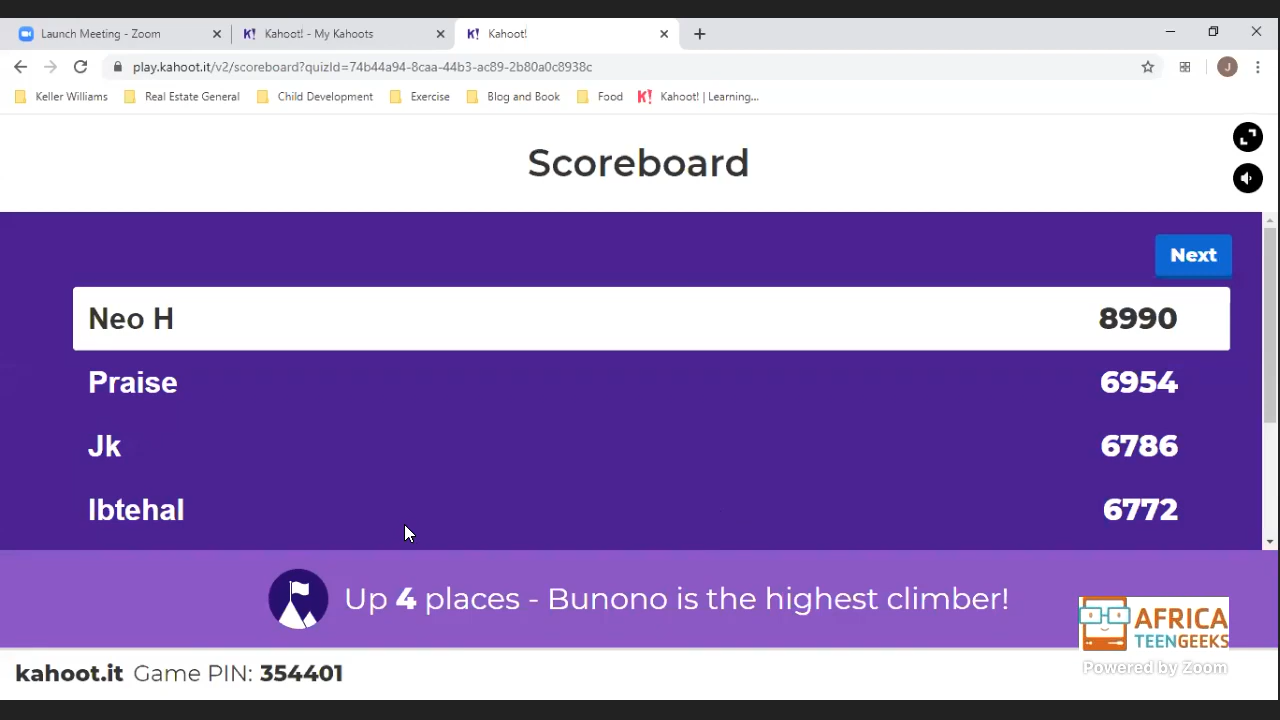 Launch Meeting - Zoom
Kahoot! - My Kahoots
Kahoot!
play.kahoot.it/v2/scoreboard?quizId=74b44a94-8caa-44b3-ac89-2b80a0c8938c
J
Keller Williams
Real Estate General
Child Development
Exercise
Blog and Book
Food
K! Kahoot! | Learning...
Scoreboard
Next
Neo H 8990
Praise 6954
Jk 6786
Ibtehal 6772
Up 4 places - Bunono is the highest climber!
AFRICA
TEENGEEKS
Powered by Zoom
kahoot.it Game PIN: 354401